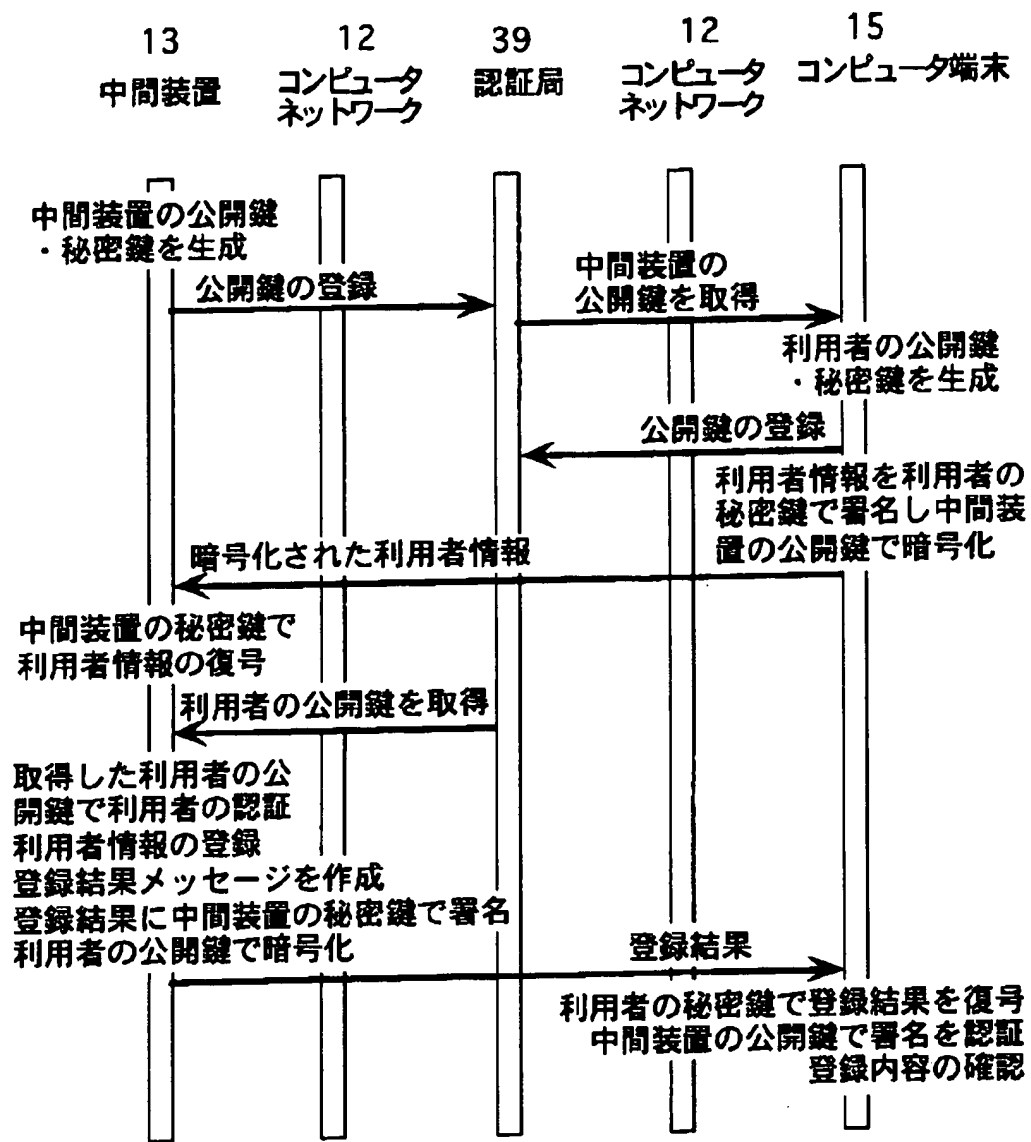 13
12
39
12
15
中間装置
コンピュータ
ネットワーク
認証局
コンピュータ
ネットワーク
コンピュータ端末
中間装置の公開鍵
・秘密鍵を生成
公開鍵の登録
中間装置の
公開鍵を取得
利用者の公開鍵
・秘密鍵を生成
公開鍵の登録
利用者情報を利用者の
秘密鍵で署名し中間装
置の公開鍵で暗号化
暗号化された利用者情報
中間装置の秘密鍵で
利用者情報の復号
利用者の公開鍵を取得
取得した利用者の公
開鍵で利用者の認証
利用者情報の登録
登録結果メッセージを作成
登録結果に中間装置の秘密鍵で署名
利用者の公開鍵で暗号化
登録結果
利用者の秘密鍵で登録結果を復号
中間装置の公開鍵で署名を認証
登録内容の確認